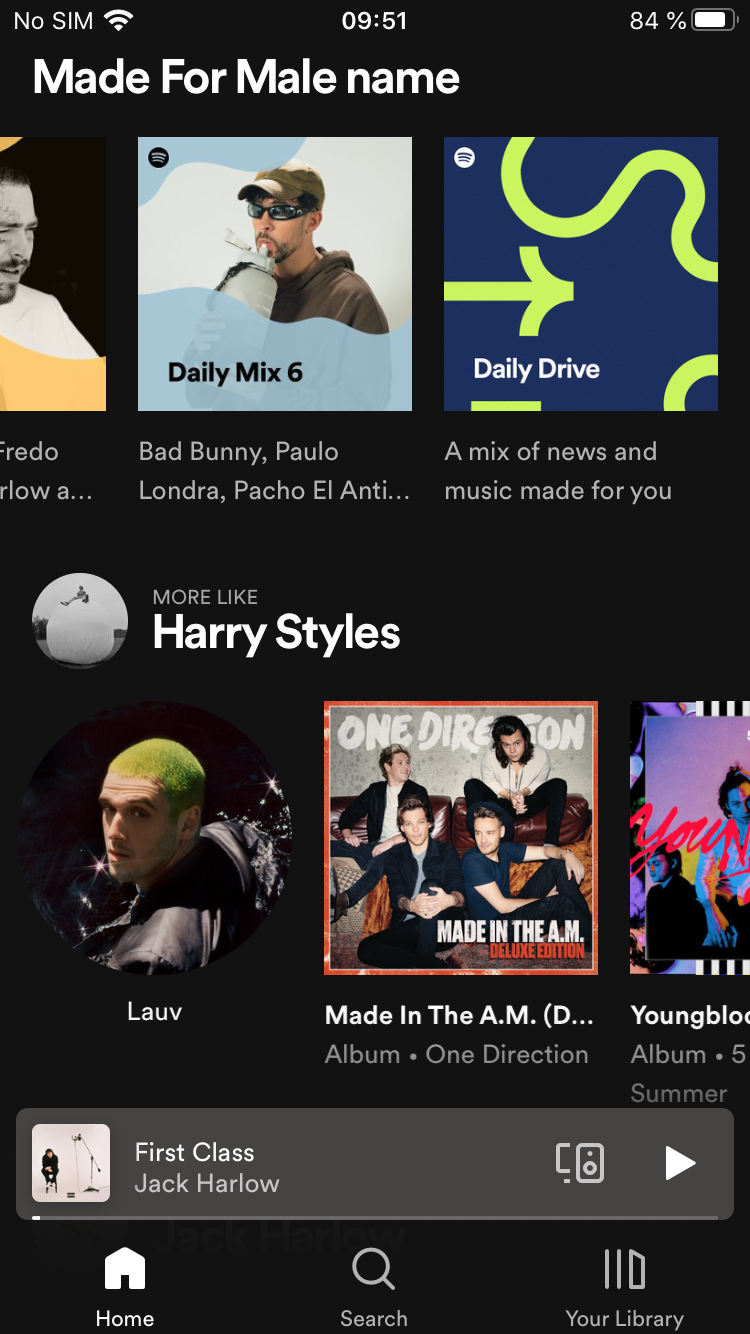 No SIM 09:51 84 %
Made For Male name
Daily Mix 6
Daily Drive
Fredo
rlow a...
Bad Bunny, Paulo
Londra, Pacho El Anti...
A mix of news and
music made for you
MORE LIKE
Harry Styles
ONE DIRECTION
MADE IN THE A.M.
DELUXE EDITION
Lauv
Made In The A.M. (D...
Album • One Direction
Youngbloo
Album • 5
Summer
First Class
Jack Harlow
Jack Harlow
Home
Search
Your Library